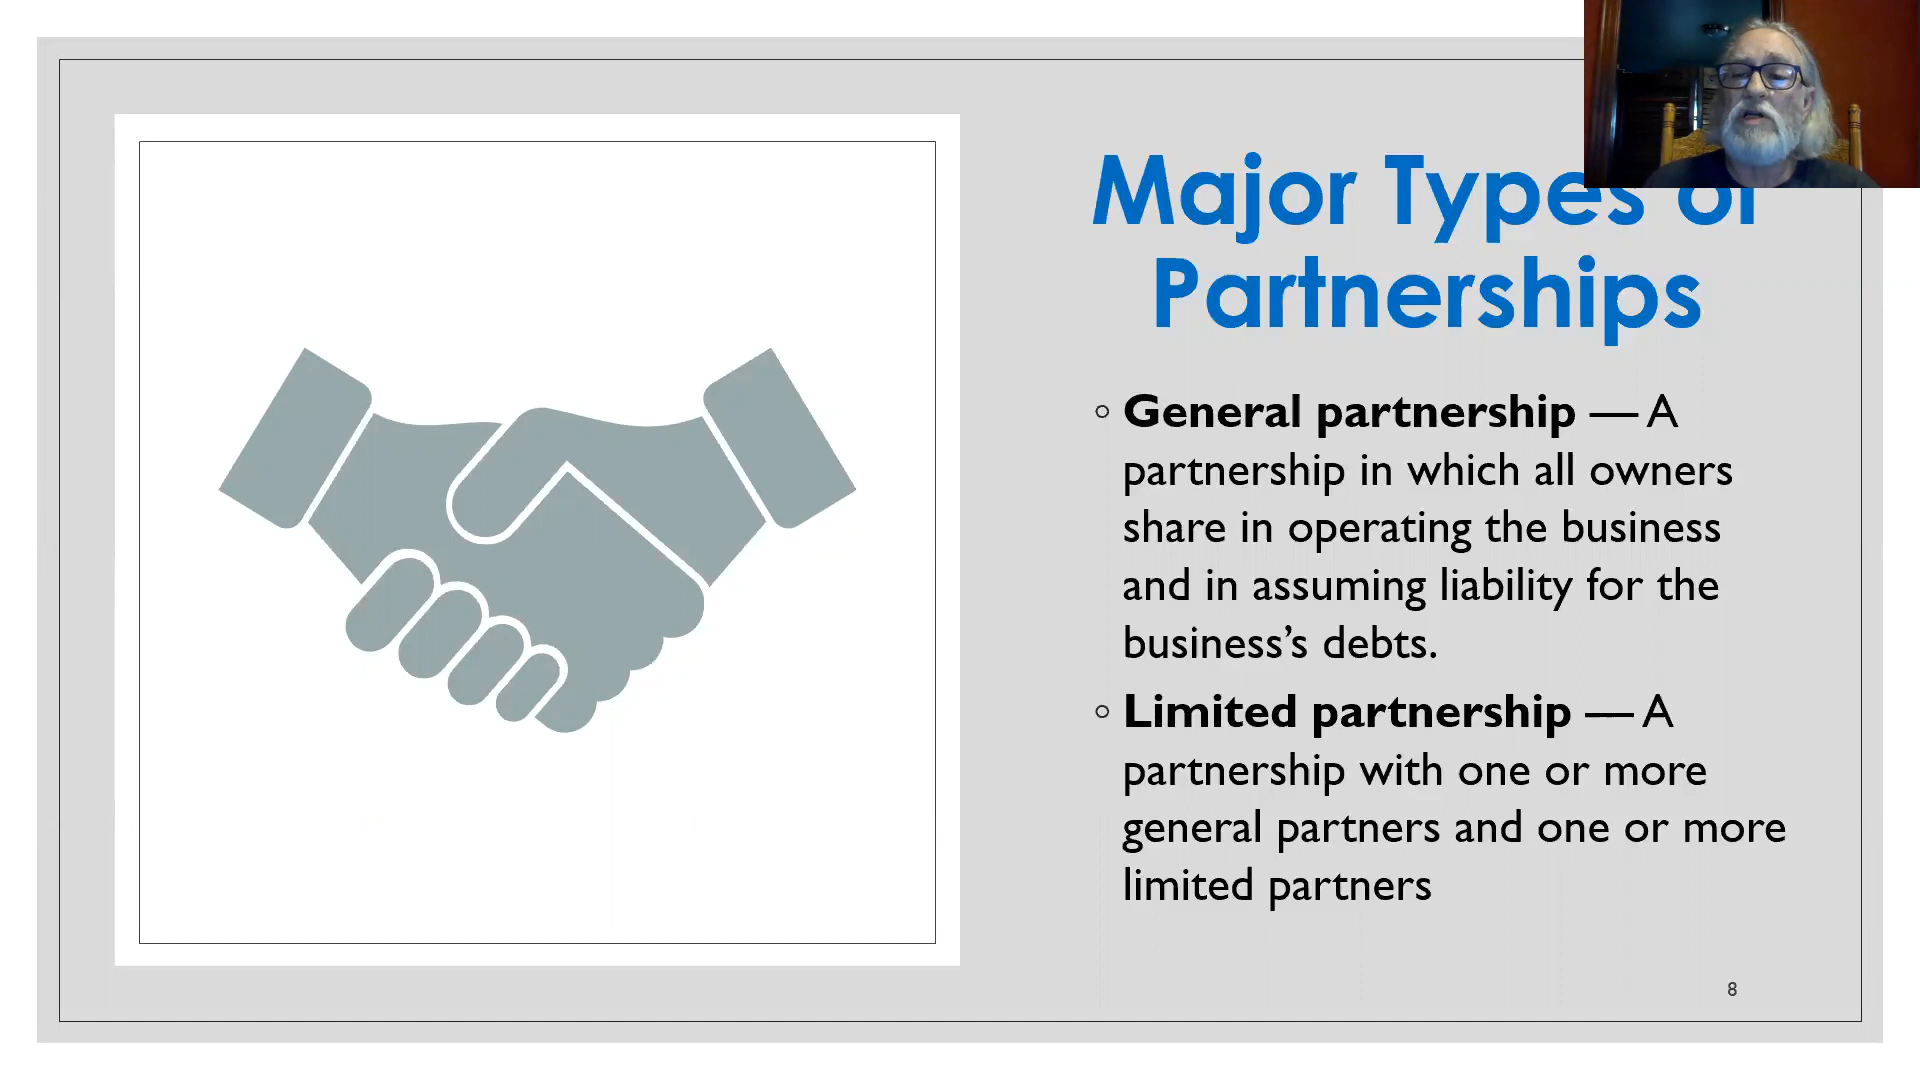 Major Types of
Partnerships
General partnership — A
partnership in which all owners
share in operating the business
and in assuming liability for the
business’s debts.
Limited partnership — A
partnership with one or more
general partners and one or more
limited partners
8